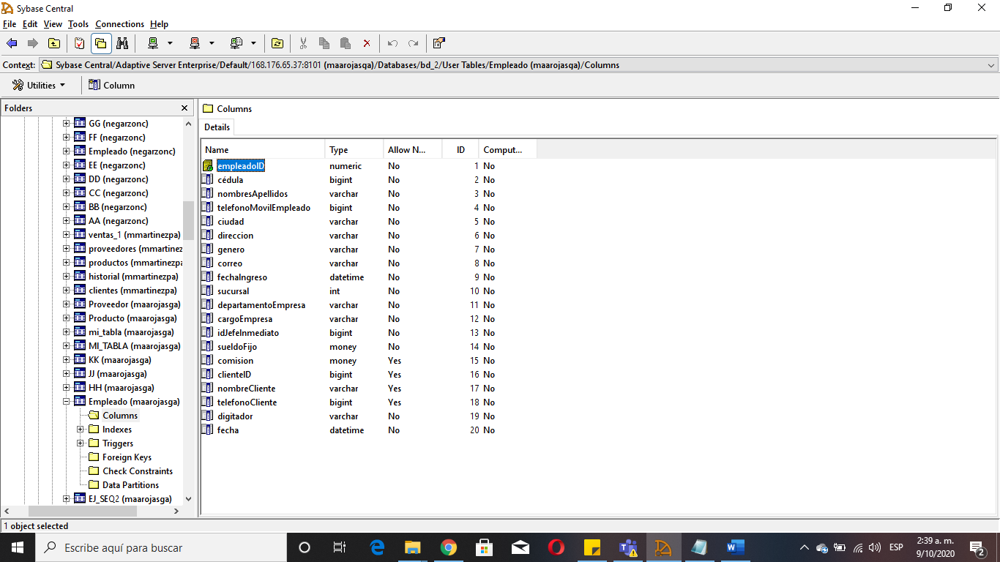 Sybase Central
File Edit View Tools Connections Help
Context: Sybase Central/Adaptive Server Enterprise/Default/168.176.65.37:8101 (maarojasga)/Databases/bd_2/User Tables/Empleado (maarojasga)/Columns
Utilities Column
Folders
GG (negarzonc)
FF (negarzonc)
Empleado (negarzonc)
EE (negarzonc)
DD (negarzonc)
CC (negarzonc)
BB (negarzonc)
AA (negarzonc)
ventas_1 (mmartinezpa)
proveedores (mmartinez
productos (mmartinezpa
historial (mmartinezpa)
clientes (mmartinezpa)
Proveedor (maarojasga)
Producto (maarojasga)
mi_tabla (maarojasga)
MI_TABLA (maarojasga)
KK (maarojasga)
JJ (maarojasga)
HH (maarojasga)
Empleado (maarojasga)
Columns
Indexes
Triggers
Foreign Keys
Check Constraints
Data Partitions
EJ_SEQ2 (maarojasga)
Columns
Details
Name Type Allow N... ID Comput...
empleadoID numeric No 1 No
cédula bigint No 2 No
nombresApellidos varchar No 3 No
telefonoMovilEmpleado bigint No 4 No
ciudad varchar No 5 No
direccion varchar No 6 No
genero varchar No 7 No
correo varchar No 8 No
fechaIngreso datetime No 9 No
sucursal int No 10 No
departamentoEmpresa varchar No 11 No
cargoEmpresa varchar No 12 No
idJefeInmediato bigint No 13 No
sueldoFijo money No 14 No
comision money Yes 15 No
clienteID bigint Yes 16 No
nombreCliente varchar Yes 17 No
telefonoCliente bigint Yes 18 No
digitador varchar No 19 No
fecha datetime No 20 No
1 object selected
Escribe aquí para buscar
ESP
2:39 a. m.
9/10/2020
2